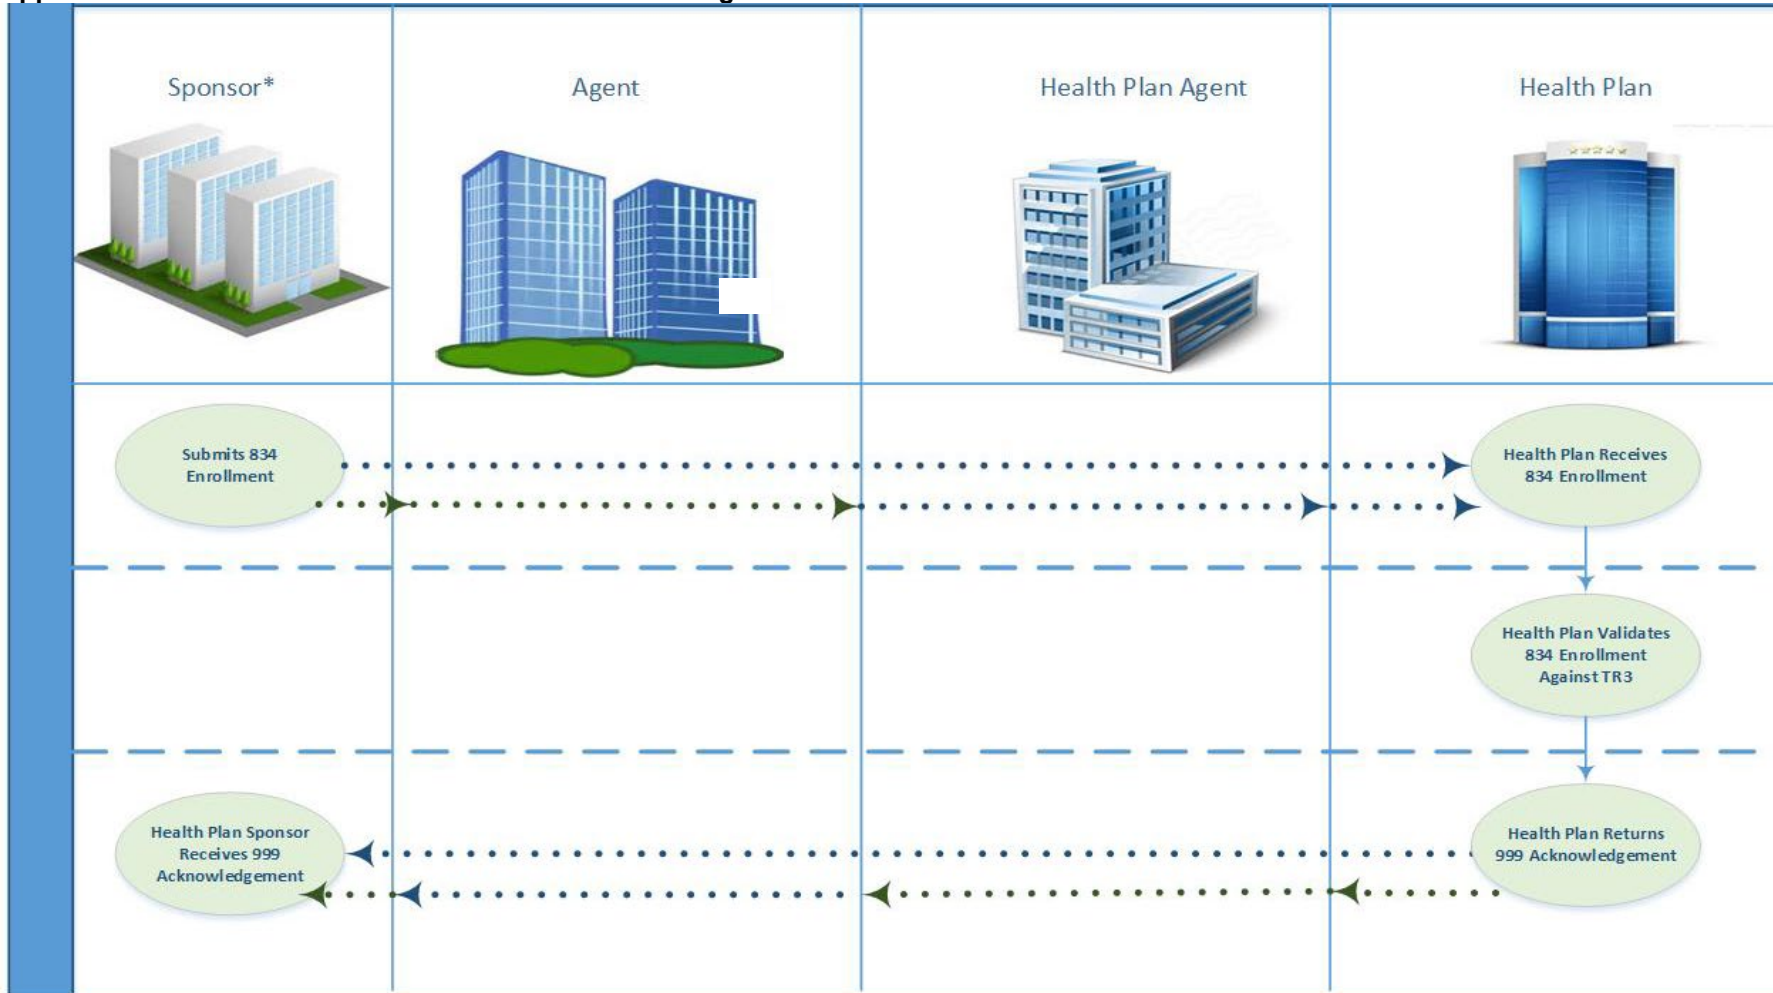 Sponsor*
Agent
Health Plan Agent
Health Plan
Submits 834
Enrollment
Health Plan Receives
834 Enrollment
Health Plan Validates
834 Enrollment
Against TR3
Health Plan Sponsor
Receives 999
Acknowledgement
Health Plan Returns
999 Acknowledgement